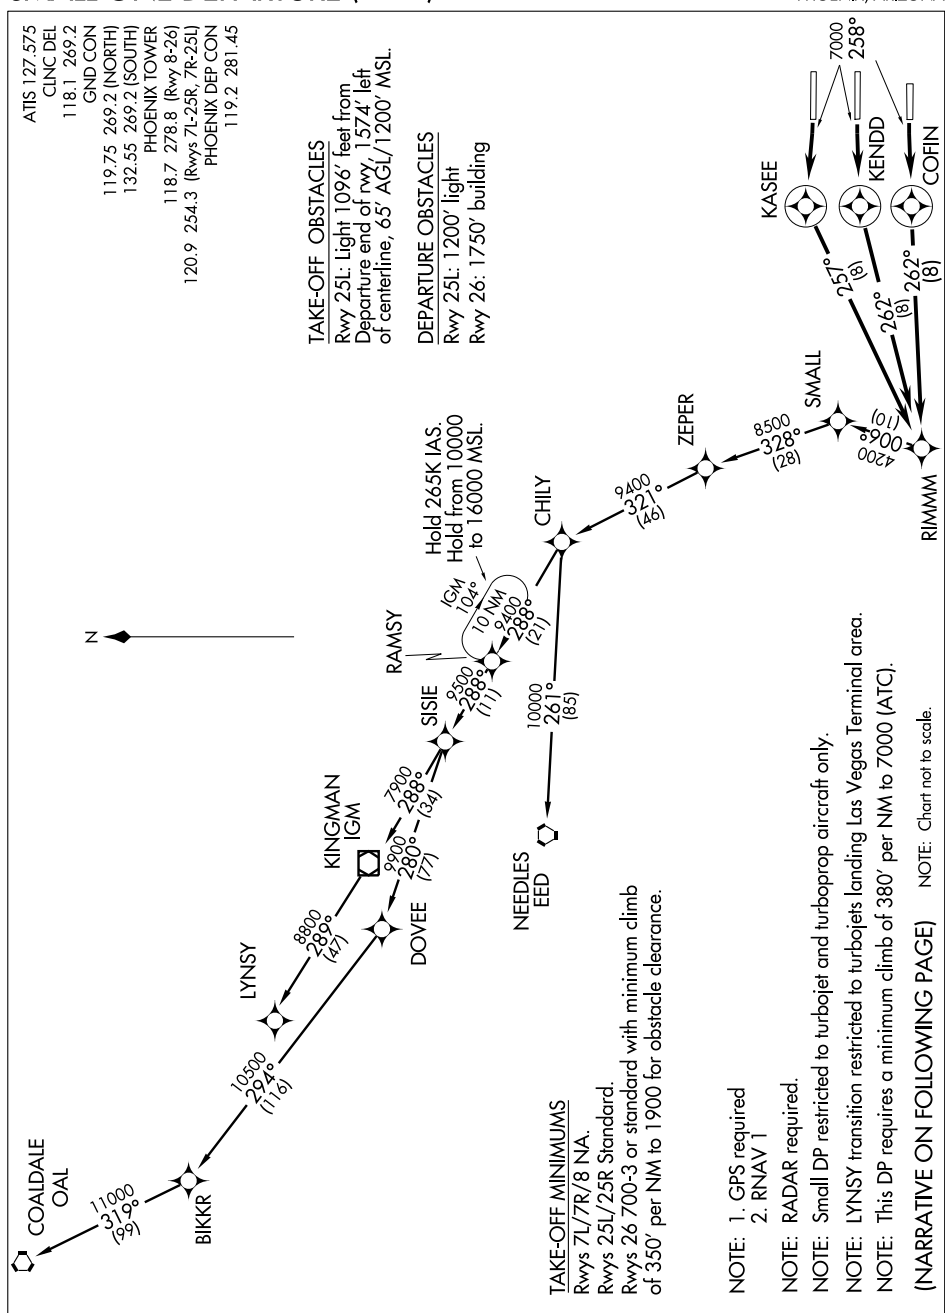 ATIS 127.575
CLNC DEL
118.1 269.2
GND CON
119.75 269.2 (NORTH)
132.55 269.2 (SOUTH)
PHOENIX TOWER
118.7 278.8 (Rwy 8-26)
120.9 254.3 (Rwys 7L-25R, 7R-25L)
PHOENIX DEP CON
119.2 281.45
TAKE-OFF OBSTACLES
Rwy 25L: Light 1096' feet from
Departure end of rwy, 1574' left
of centerline, 65' AGL/1200' MSL.
DEPARTURE OBSTACLES
Rwy 25L: 1200' light
Rwy 26: 1750' building
7000
258°
KASEE
KENDD
COFIN
257°
(8)
262°
(8)
262°
(8)
RIMMM
4200
006°
(10)
SMALL
8500
328°
(28)
ZEPER
9400
321°
(46)
CHILY
Hold 265K IAS.
Hold from 10000
to 16000 MSL.
IGM
104°
10 NM
9400
288°
(21)
RAMSY
9500
288°
(11)
SISIE
10000
261°
(85)
NEEDLES
EED
7900
288°
(34)
KINGMAN
IGM
9900
280°
(77)
DOVEE
8800
289°
(47)
LYNSY
10500
294°
(116)
BIKKR
11000
319°
(99)
COALDALE
OAL
N
TAKE-OFF MINIMUMS
Rwys 7L/7R/8 NA.
Rwys 25L/25R Standard.
Rwys 26 700-3 or standard with minimum climb
of 350' per NM to 1900 for obstacle clearance.
NOTE: 1. GPS required
2. RNAV 1
NOTE: RADAR required.
NOTE: Small DP restricted to turbojet and turboprop aircraft only.
NOTE: LYNSY transition restricted to turbojets landing Las Vegas Terminal area.
NOTE: This DP requires a minimum climb of 380' per NM to 7000 (ATC).
(NARRATIVE ON FOLLOWING PAGE) NOTE: Chart not to scale.